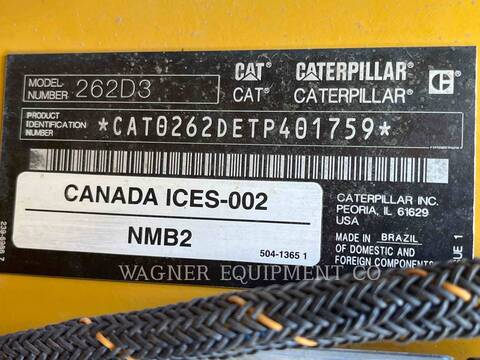 MODEL NUMBER 262D3
CAT CATERPILLAR C
CAT® CATERPILLAR®
PRODUCT IDENTIFICATION NUMBER *CAT0262DETP401759*
CANADA ICES-002
NMB2
504-1365 1
CATERPILLAR INC.
PEORIA, IL 61629
USA
MADE IN BRAZIL
OF DOMESTIC AND
FOREIGN COMPONENTS
WAGNER EQUIPMENT CO